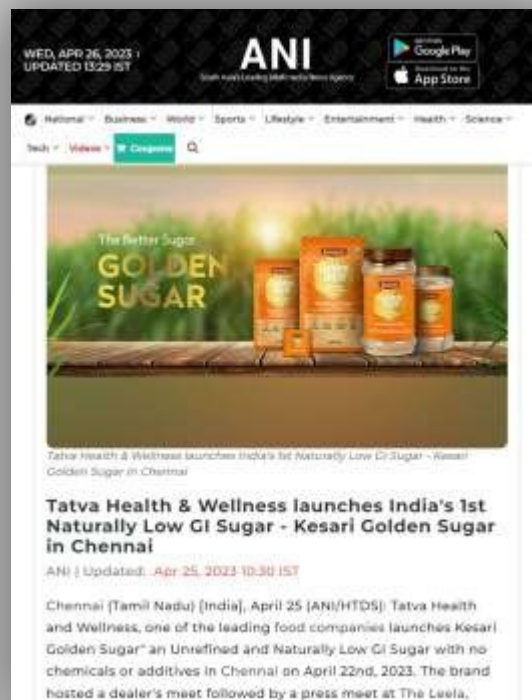 WED, APR 26, 2023 |
UPDATED 13:29 IST
ANI
South Asia's Leading Multimedia News Agency
Google Play
App Store
National Business World Sports Lifestyle Entertainment Health Science
Tech Videos Coupons
The Better Sugar
GOLDEN
SUGAR
Tatva Health & Wellness launches India's 1st Naturally Low GI Sugar - Kesari
Golden Sugar in Chennai
Tatva Health & Wellness launches India's 1st
Naturally Low GI Sugar - Kesari Golden Sugar
in Chennai
ANI | Updated: Apr 25, 2023 10:30 IST
Chennai (Tamil Nadu) [India], April 25 (ANI/HTDS): Tatva Health
and Wellness, one of the leading food companies launches Kesari
Golden Sugar" an Unrefined and Naturally Low GI Sugar with no
chemicals or additives in Chennai on April 22nd, 2023. The brand
hosted a dealer's meet followed by a press meet at The Leela,